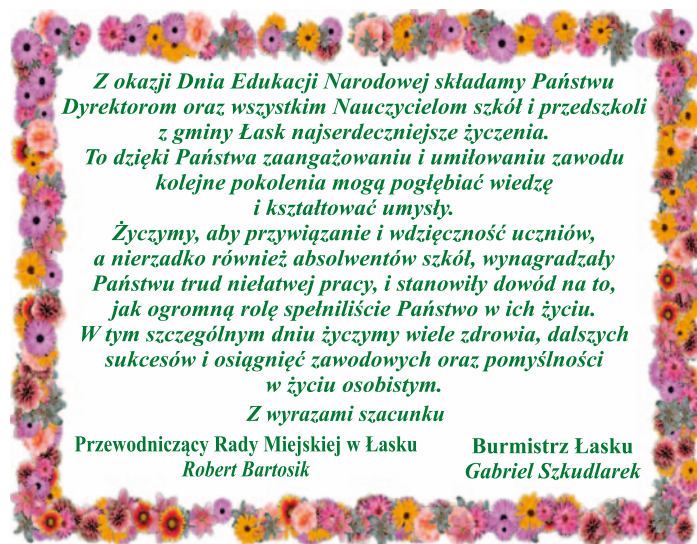 Z okazji Dnia Edukacji Narodowej składamy Państwu
Dyrektorom oraz wszystkim Nauczycielom szkół i przedszkoli
z gminy Łask najserdeczniejsze życzenia.
To dzięki Państwa zaangażowaniu i umiłowaniu zawodu
kolejne pokolenia mogą pogłębiać wiedzę
i kształtować umysły.
Życzymy, aby przywiązanie i wdzięczność uczniów,
a nierzadko również absolwentów szkół, wynagradzały
Państwu trud niełatwej pracy, i stanowiły dowód na to,
jak ogromną rolę spełniliście Państwo w ich życiu.
W tym szczególnym dniu życzymy wiele zdrowia, dalszych
sukcesów i osiągnięć zawodowych oraz pomyślności
w życiu osobistym.
Z wyrazami szacunku
Przewodniczący Rady Miejskiej w Łasku
Robert Bartosik
Burmistrz Łasku
Gabriel Szkudlarek